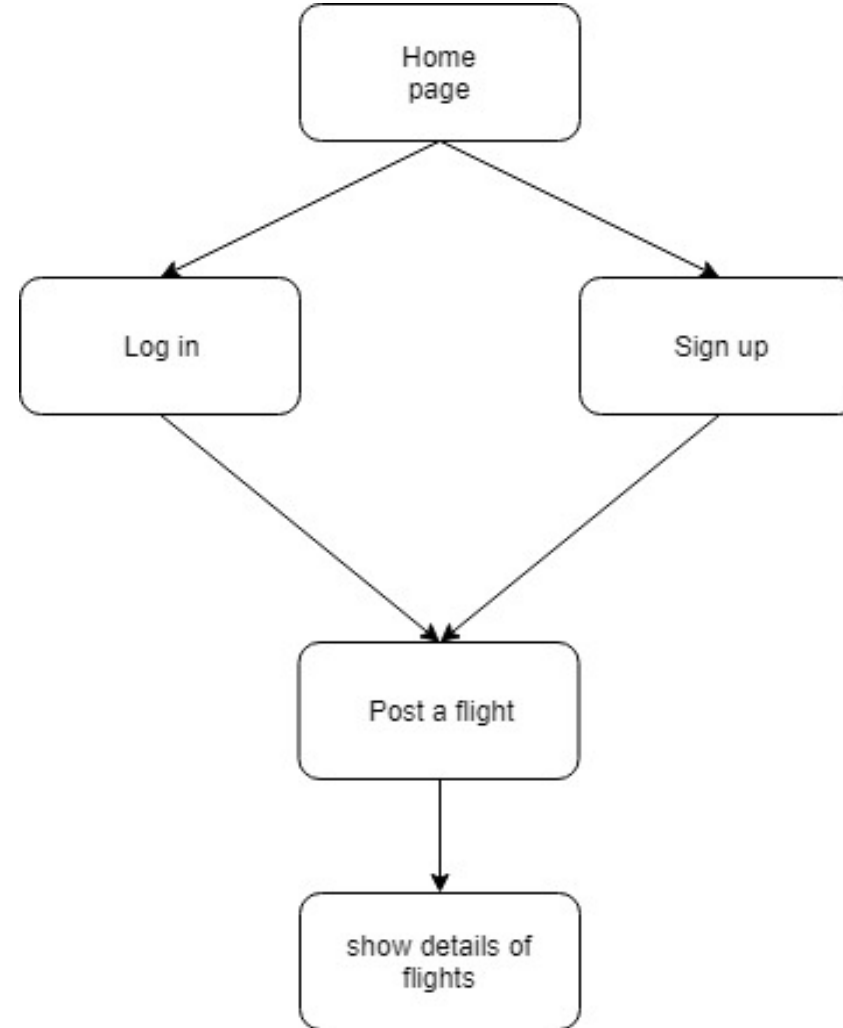 Home
page
Log in
Sign up
Post a flight
show details of
flights